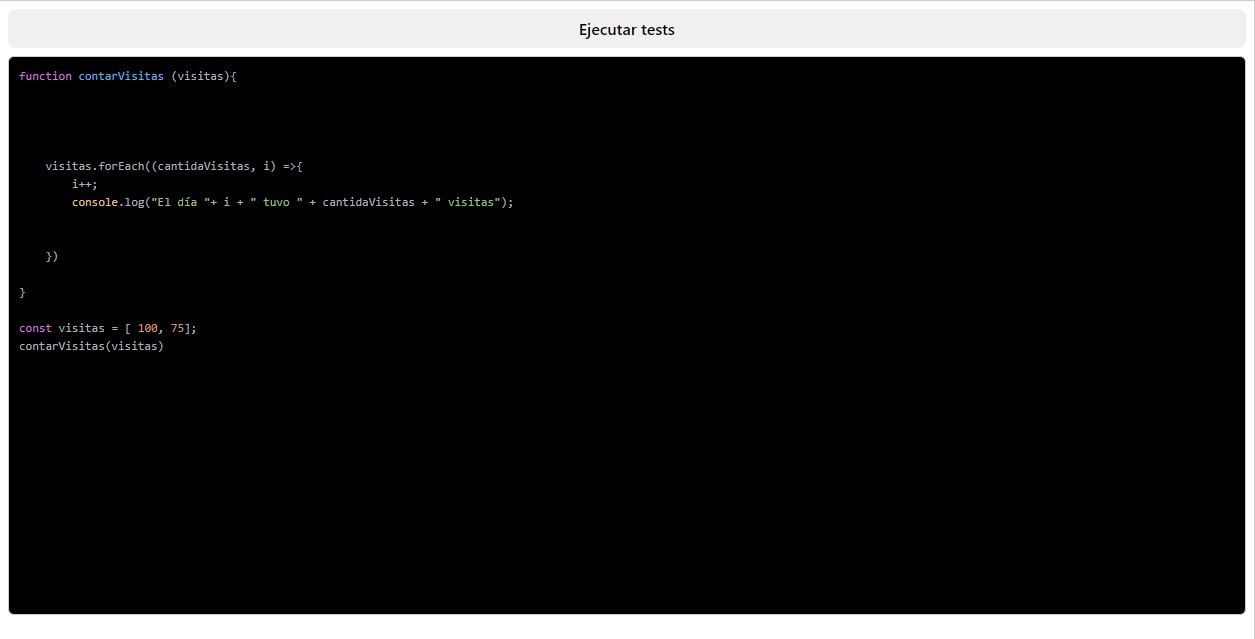 Ejecutar tests
function contarVisitas (visitas){
visitas.forEach((cantidaVisitas, i) =>{
i++;
console.log("El día "+ i + " tuvo " + cantidaVisitas + " visitas");
})
}
const visitas = [ 100, 75];
contarVisitas(visitas)